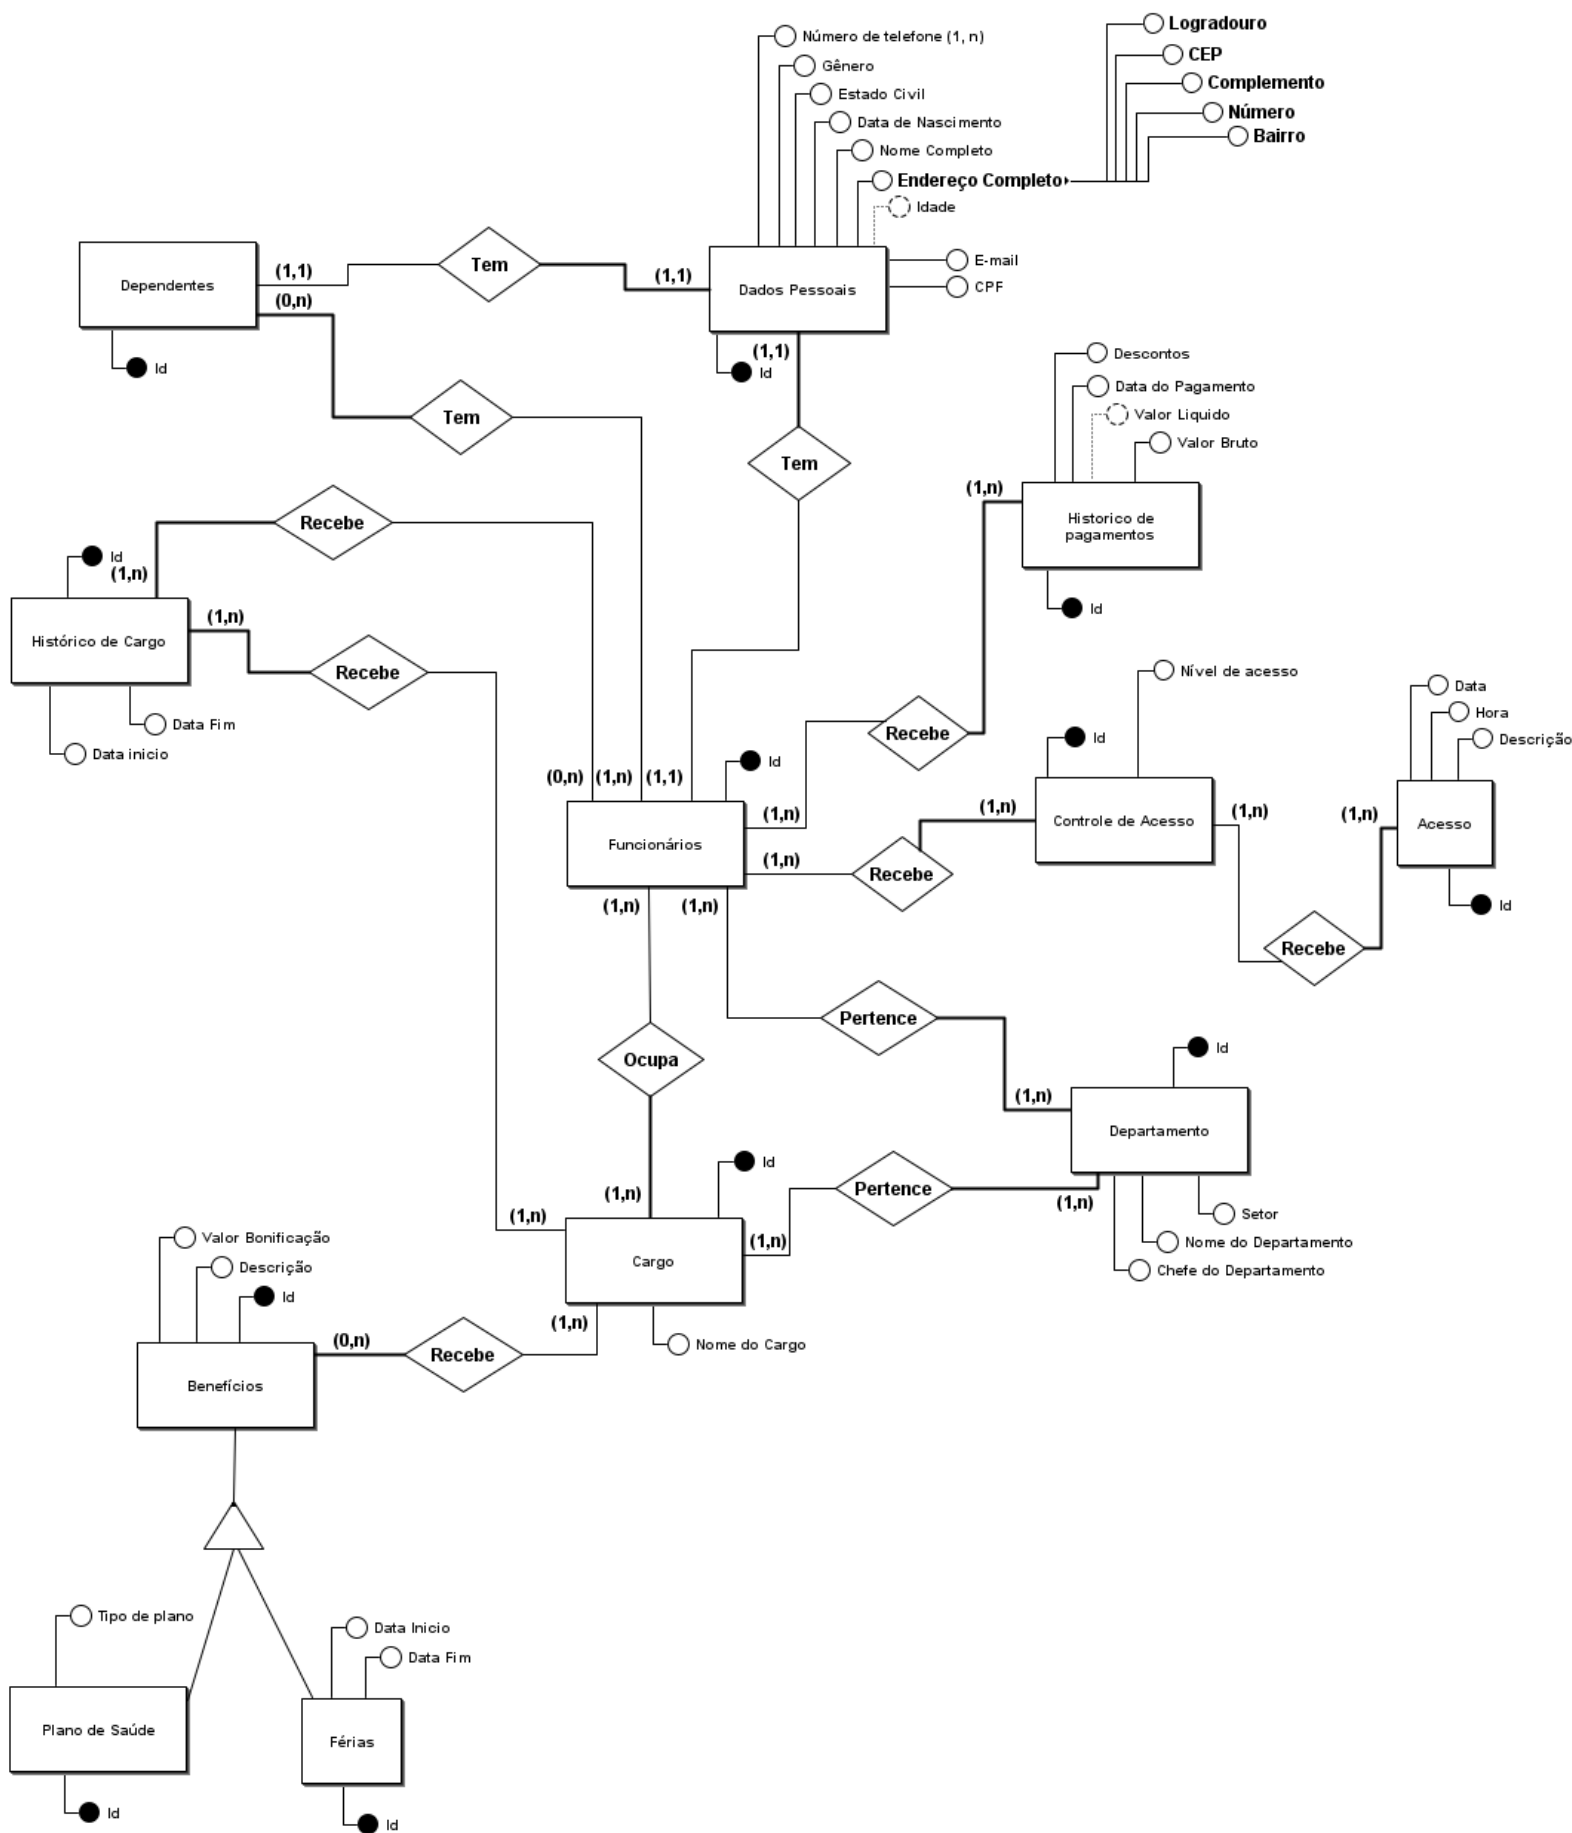 Logradouro
Número de telefone (1, n)
CEP
Gênero
Complemento
Estado Civil
Número
Data de Nascimento
Bairro
Nome Completo
Endereço Completo
Idade
Tem
(1,1)
(1,1)
E-mail
Dependentes
Dados Pessoais
CPF
(0,n)
(1,1)
Id
Id
Descontos
Data do Pagamento
Tem
Valor Liquido
Valor Bruto
Tem
(1,n)
Recebe
Historico de
pagamentos
Id
(1,n)
Id
(1,n)
Histórico de Cargo
Recebe
Nível de acesso
Data
Data Fim
Hora
Recebe
Id
Descrição
Data inicio
Id
(0,n)
(1,n)
(1,1)
(1,n)
(1,n)
(1,n)
(1,n)
Controle de Acesso
Acesso
Funcionários
(1,n)
Recebe
(1,n)
(1,n)
Id
Recebe
Pertence
Ocupa
Id
(1,n)
Departamento
Id
Pertence
(1,n)
(1,n)
(1,n)
Setor
Valor Bonificação
(1,n)
Nome do Departamento
Cargo
Descrição
Chefe do Departamento
Id
(1,n)
(0,n)
Nome do Cargo
Recebe
Benefícios
Tipo de plano
Data Inicio
Data Fim
Plano de Saúde
Férias
Id
Id